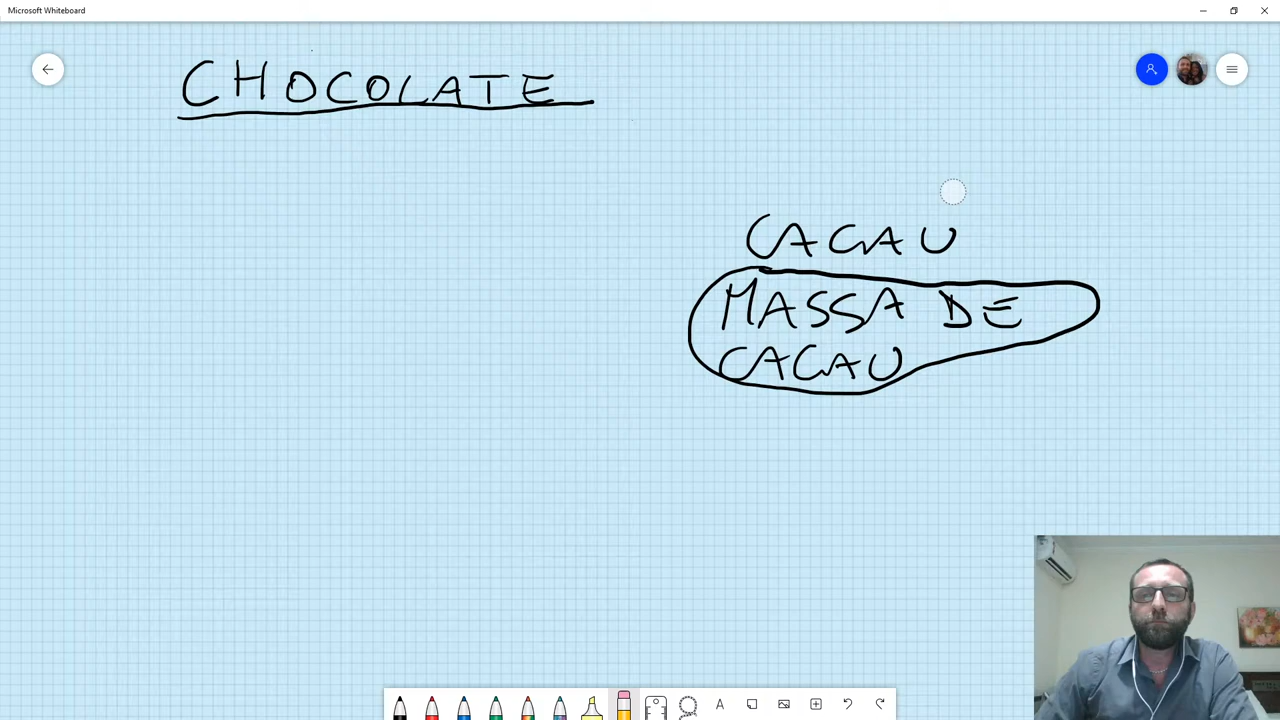 Microsoft Whiteboard
CHOCOLATE
CACAU
MASSA DE
CACAU
A